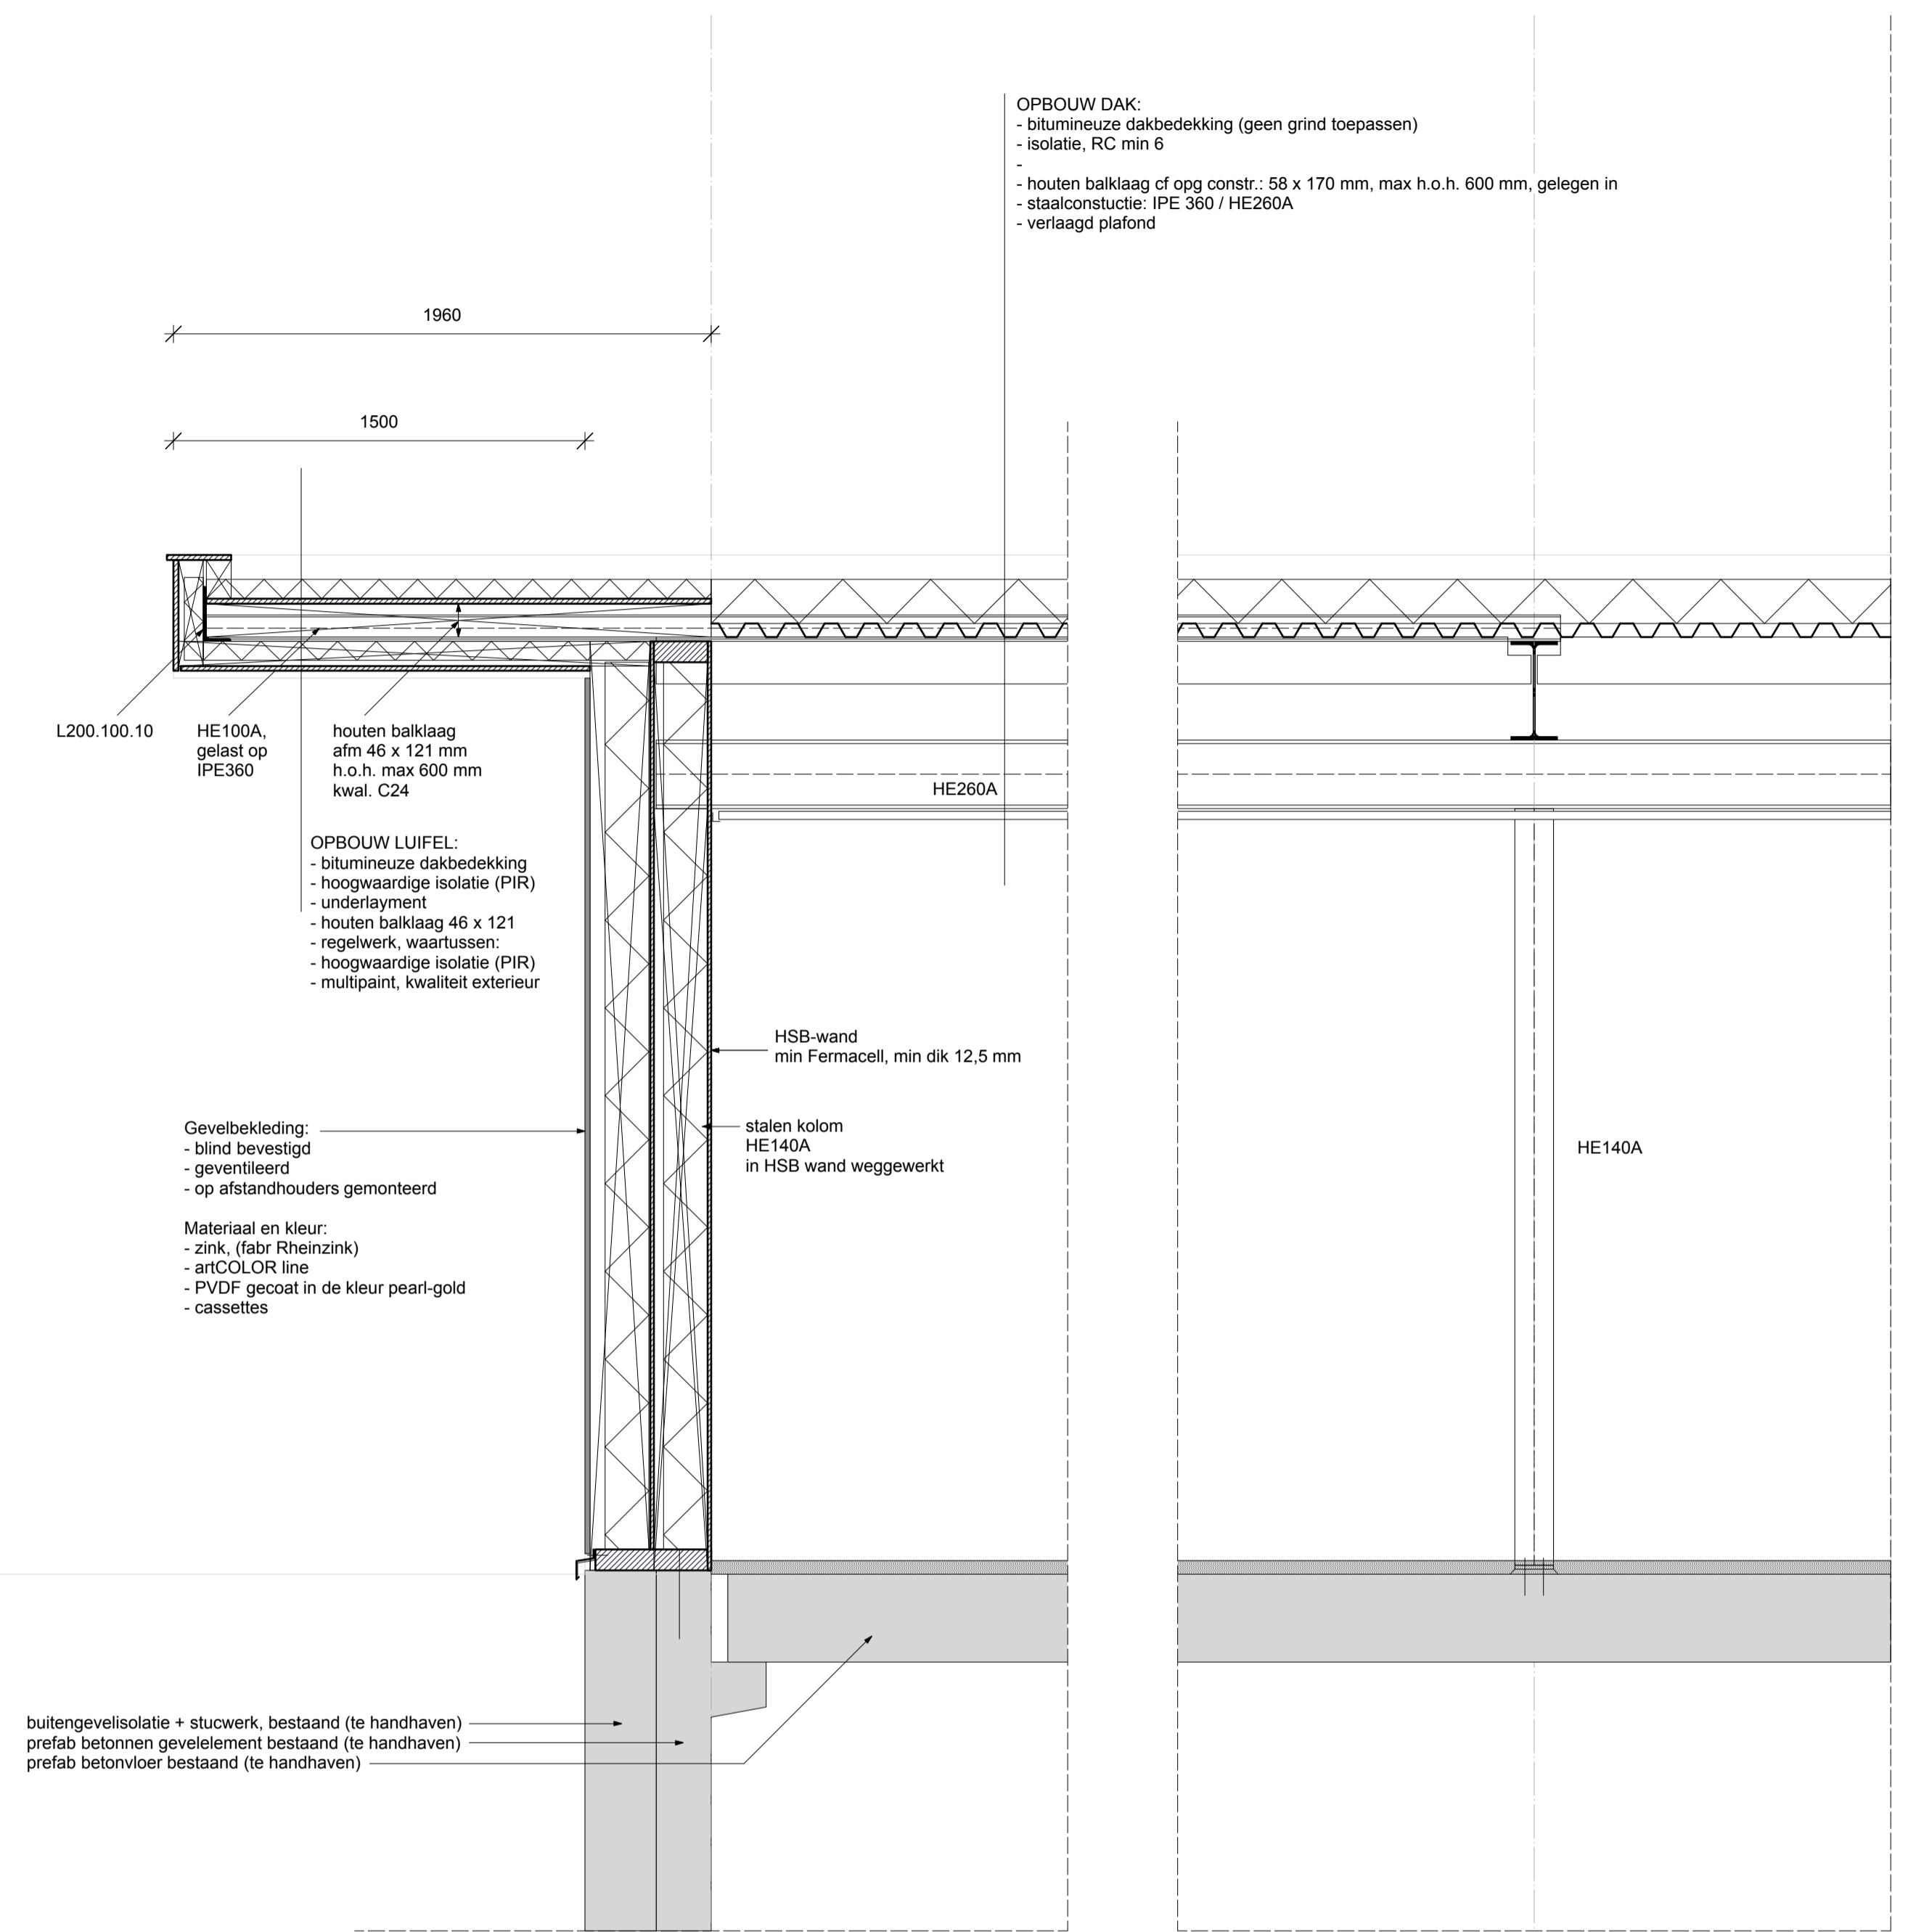 OPBOUW DAK:
- bitumineuze dakbedekking (geen grind toepassen)
- isolatie, RC min 6
-
- houten balklaag cf opg constr.: 58 x 170 mm, max h.o.h. 600 mm, gelegen in
- staalconstuctie: IPE 360 / HE260A
- verlaagd plafond
1960
1500
L200.100.10
HE100A,
gelast op
IPE360
houten balklaag
afm 46 x 121 mm
h.o.h. max 600 mm
kwal. C24
HE260A
OPBOUW LUIFEL:
- bitumineuze dakbedekking
- hoogwaardige isolatie (PIR)
- underlayment
- houten balklaag 46 x 121
- regelwerk, waartussen:
- hoogwaardige isolatie (PIR)
- multipaint, kwaliteit exterieur
HSB-wand
min Fermacell, min dik 12,5 mm
stalen kolom
HE140A
in HSB wand weggewerkt
HE140A
Gevelbekleding:
- blind bevestigd
- geventileerd
- op afstandhouders gemonteerd
Materiaal en kleur:
- zink, (fabr Rheinzink)
- artCOLOR line
- PVDF gecoat in de kleur pearl-gold
- cassettes
buitengevelisolatie + stucwerk, bestaand (te handhaven)
prefab betonnen gevelelement bestaand (te handhaven)
prefab betonvloer bestaand (te handhaven)